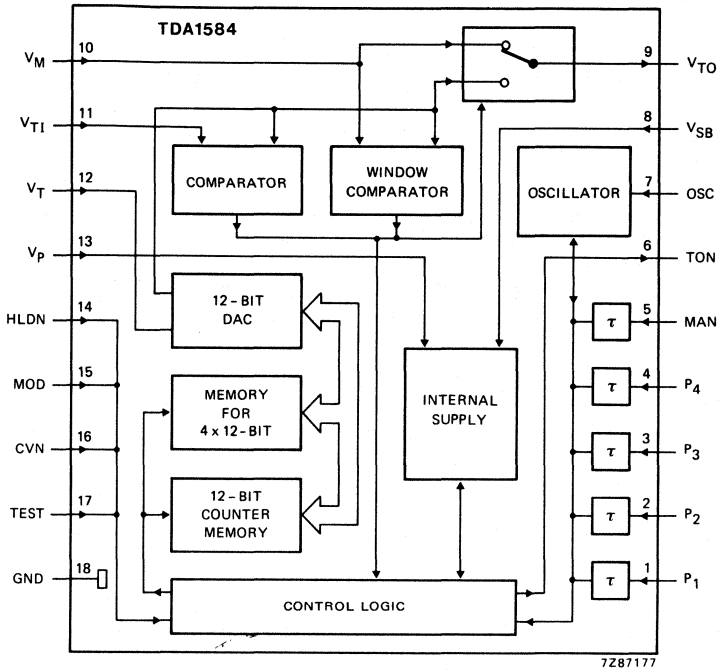 TDA1584
V_M 10
9 V_TO
V_TI 11
8 V_SB
V_T 12
7 OSC
COMPARATOR
WINDOW
COMPARATOR
OSCILLATOR
V_P 13
6 TON
HLDN 14
12-BIT
DAC
5 MAN
τ
MOD 15
4 P_4
τ
MEMORY
FOR
4 x 12-BIT
INTERNAL
SUPPLY
CVN 16
3 P_3
τ
TEST 17
2 P_2
τ
12-BIT
COUNTER
MEMORY
GND 18
1 P_1
τ
CONTROL LOGIC
7Z87177